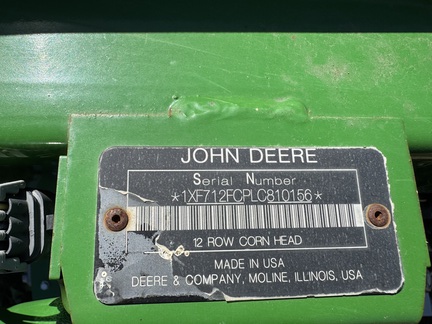 JOHN DEERE
Serial Number
*1XF712FCPLC810156*
12 ROW CORN HEAD
MADE IN USA
DEERE & COMPANY, MOLINE, ILLINOIS, USA